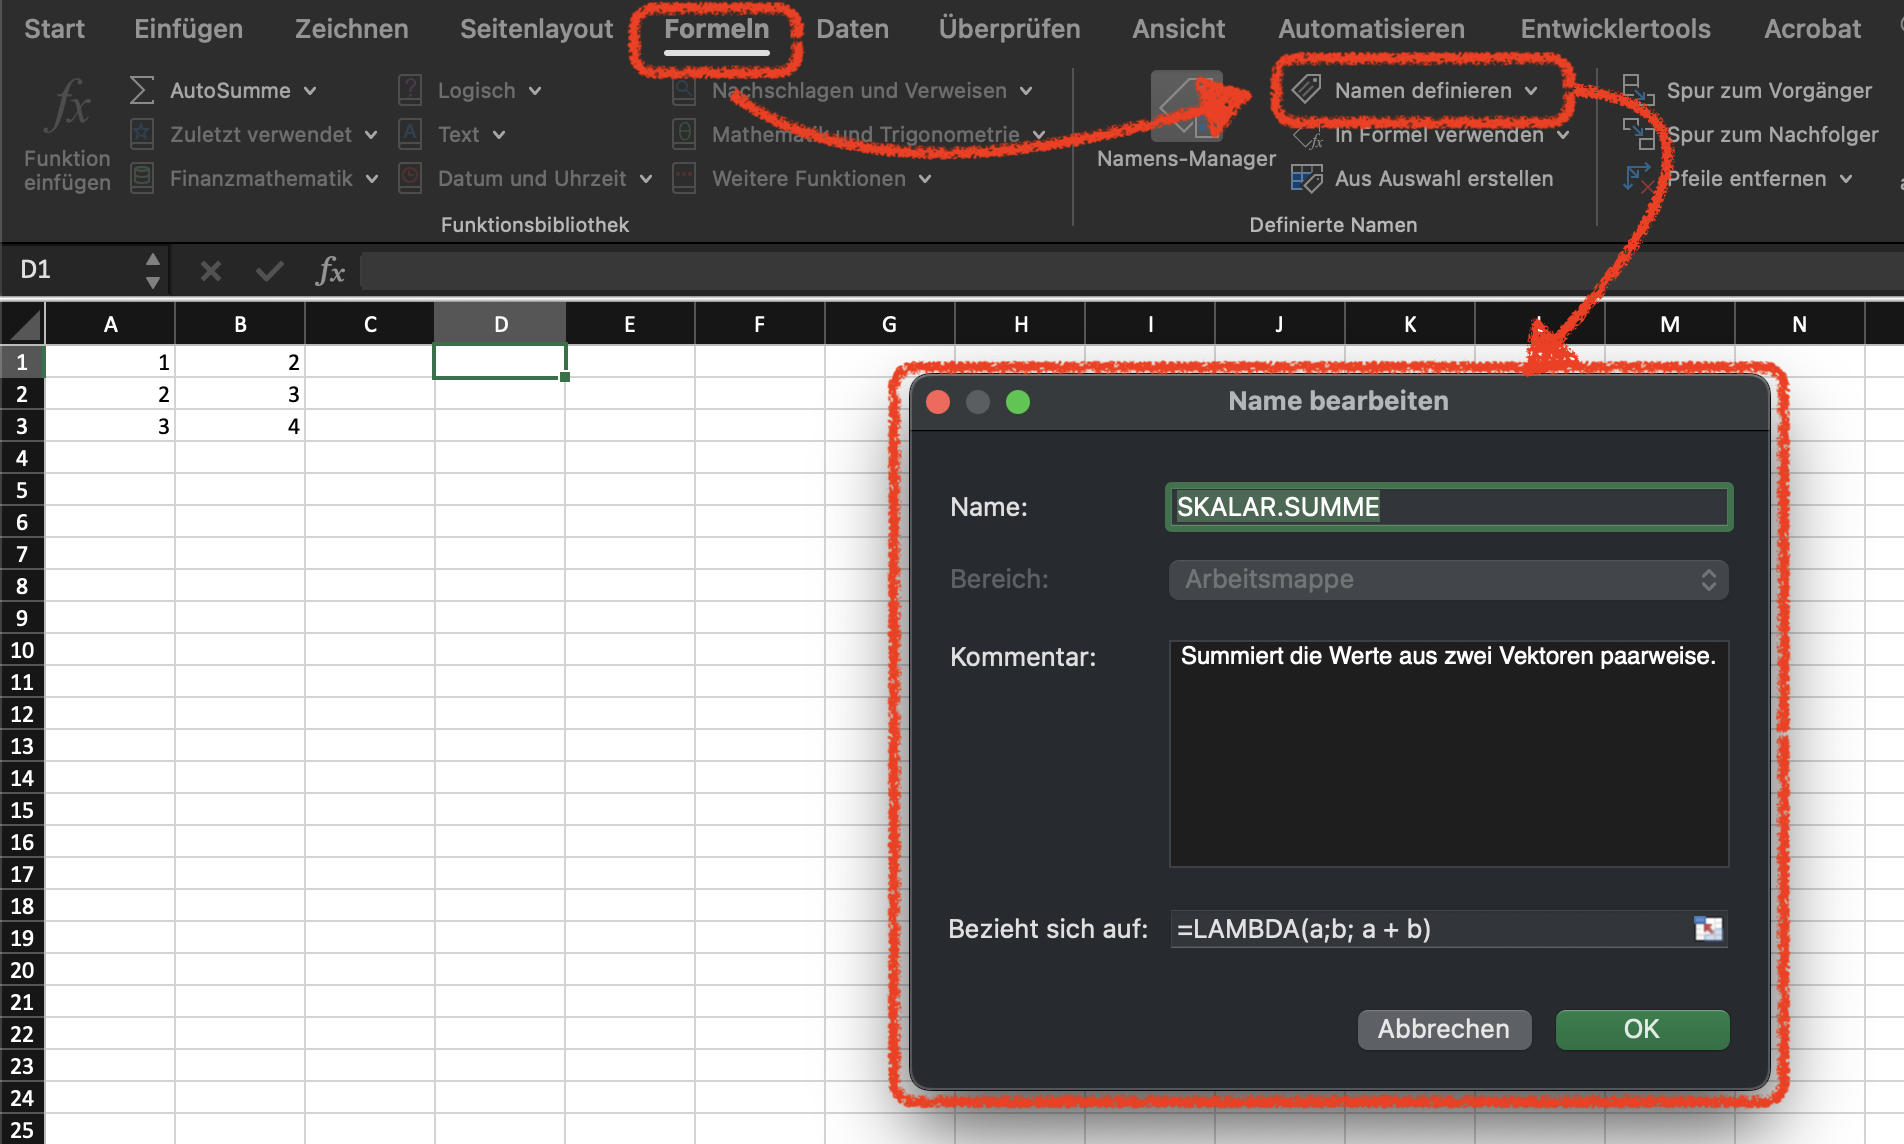 Start Einfügen Zeichnen Seitenlayout Formeln Daten Überprüfen Ansicht Automatisieren Entwicklertools Acrobat
fx AutoSumme Logisch Nachschlagen und Verweisen Namen definieren Spur zum Vorgänger
Zuletzt verwendet Text Mathematik und Trigonometrie In Formel verwenden Spur zum Nachfolger
Funktion einfügen Finanzmathematik Datum und Uhrzeit Weitere Funktionen Namens-Manager Aus Auswahl erstellen Pfeile entfernen
Funktionsbibliothek Definierte Namen
D1 fx
A B C D E F G H I J K M N
1 1 2
2 2 3
3 3 4
4
5
6
7
8
9
10
11
12
13
14
15
16
17
18
19
20
21
22
23
24
25
Name bearbeiten
Name: SKALAR.SUMME
Bereich: Arbeitsmappe
Kommentar: Summiert die Werte aus zwei Vektoren paarweise.
Bezieht sich auf: =LAMBDA(a;b; a + b)
Abbrechen OK